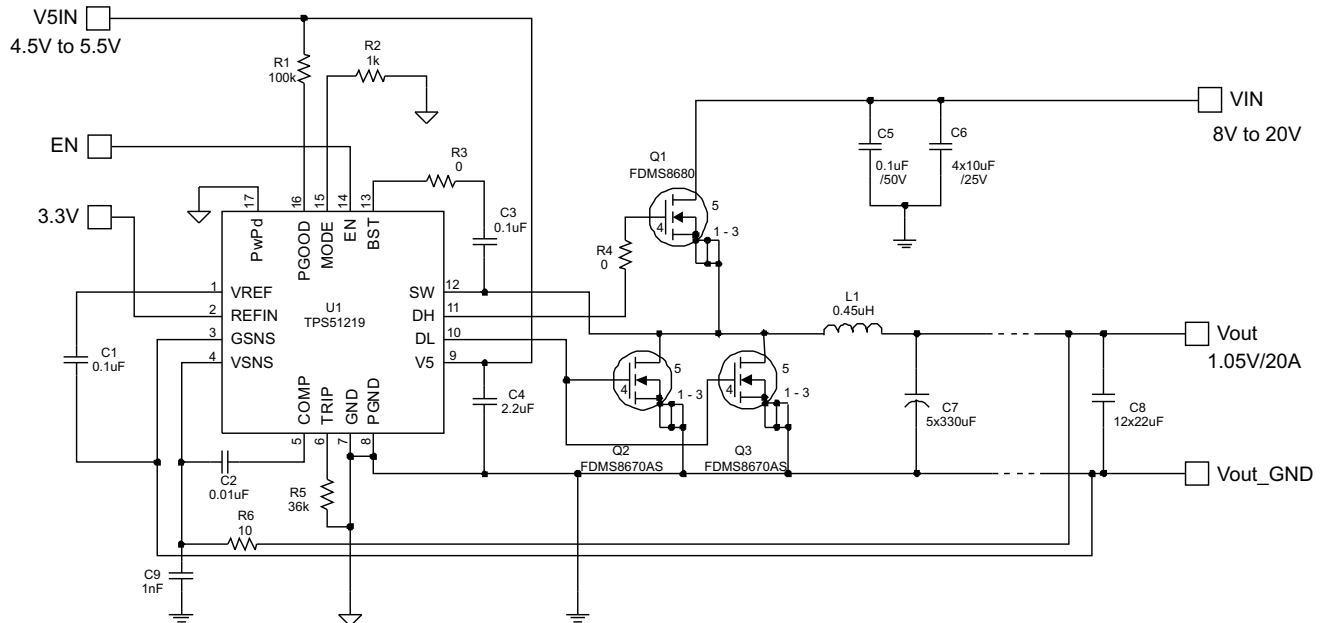 V5IN
4.5V to 5.5V
R1
100k
R2
1k
EN
R3
0
3.3V
17
16
15
14
13
PwPd
PGOOD
MODE
EN
BST
C3
0.1uF
Q1
FDMS8680
5
4
1 - 3
R4
0
C5
0.1uF
/50V
C6
4x10uF
/25V
VIN
8V to 20V
1
VREF
2
REFIN
3
GSNS
4
VSNS
U1
TPS51219
SW
12
DH
11
DL
10
V5
9
COMP
TRIP
GND
PGND
5
6
7
8
C1
0.1uF
C4
2.2uF
5
4
1 - 3
Q2
FDMS8670AS
5
4
1 - 3
Q3
FDMS8670AS
L1
0.45uH
Vout
1.05V/20A
C7
5x330uF
C8
12x22uF
Vout_GND
C2
0.01uF
R5
36k
R6
10
C9
1nF